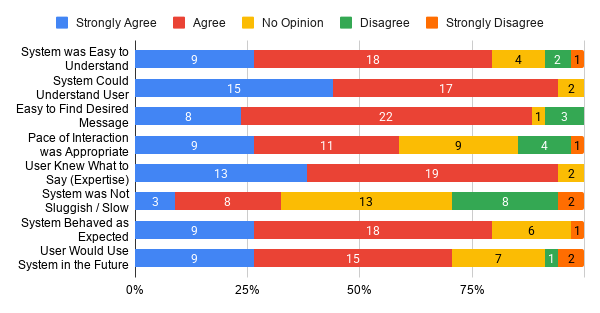 Strongly Agree Agree No Opinion Disagree Strongly Disagree
System was Easy to
Understand
9 18 4 2 1
System Could
Understand User
15 17 2
Easy to Find Desired
Message
8 22 1 3
Pace of Interaction
was Appropriate
9 11 9 4 1
User Knew What to
Say (Expertise)
13 19 2
System was Not
Sluggish / Slow
3 8 13 8 2
System Behaved as
Expected
9 18 6 1
User Would Use
System in the Future
9 15 7 1 2
0% 25% 50% 75%